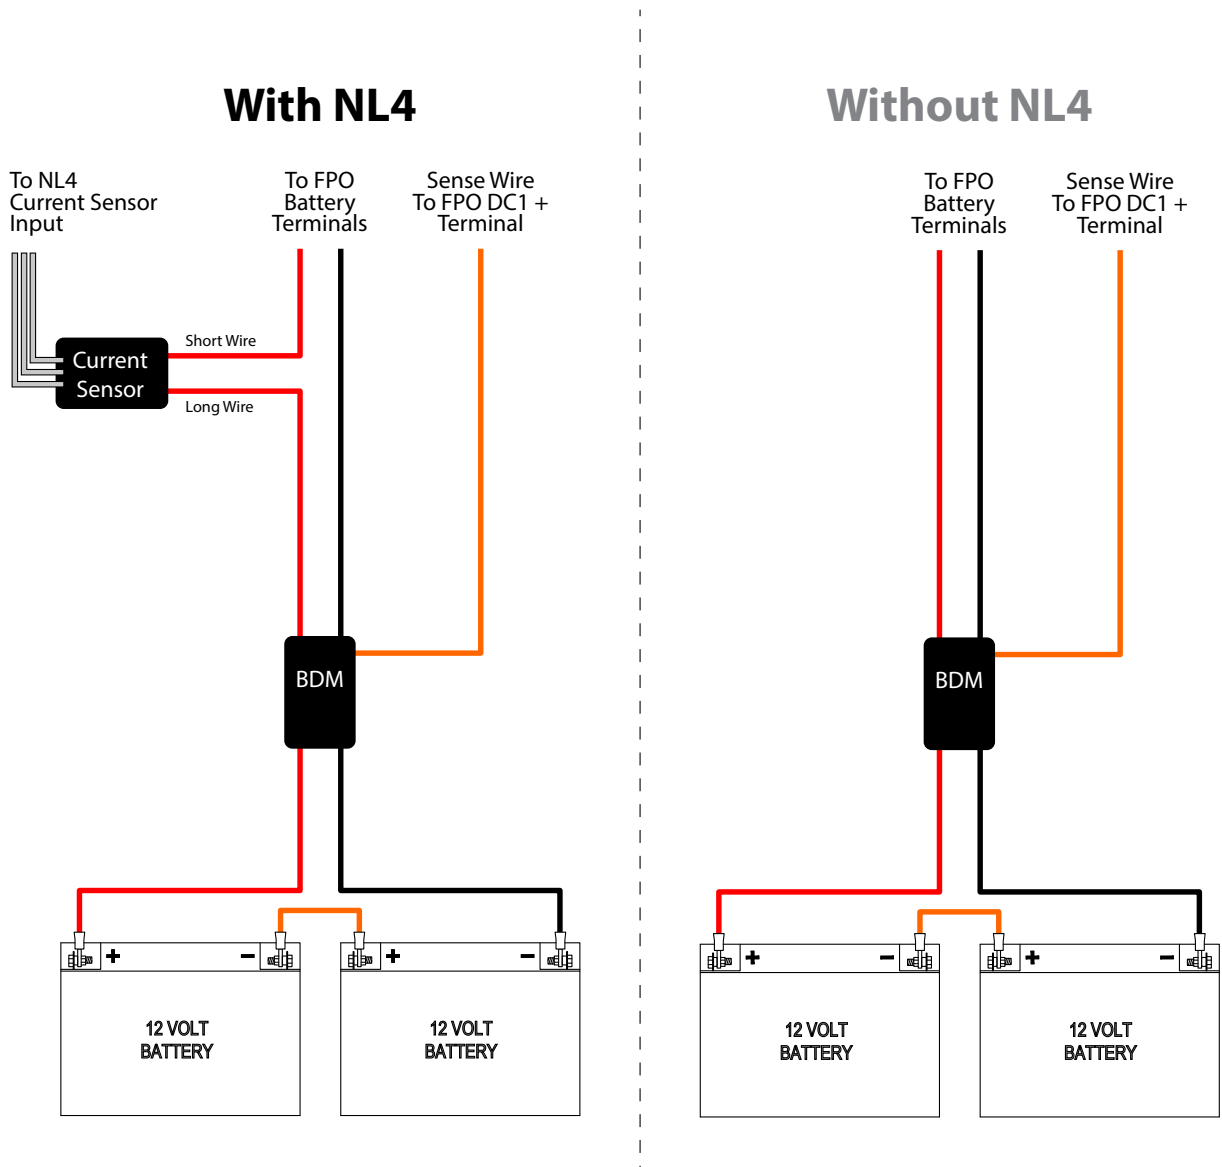 With NL4
To NL4
Current Sensor
Input
To FPO
Battery
Terminals
Sense Wire
To FPO DC1 +
Terminal
Short Wire
Current
Sensor
Long Wire
BDM
+
−
+
−
12 VOLT
BATTERY
12 VOLT
BATTERY
Without NL4
To FPO
Battery
Terminals
Sense Wire
To FPO DC1 +
Terminal
BDM
+
−
+
−
12 VOLT
BATTERY
12 VOLT
BATTERY